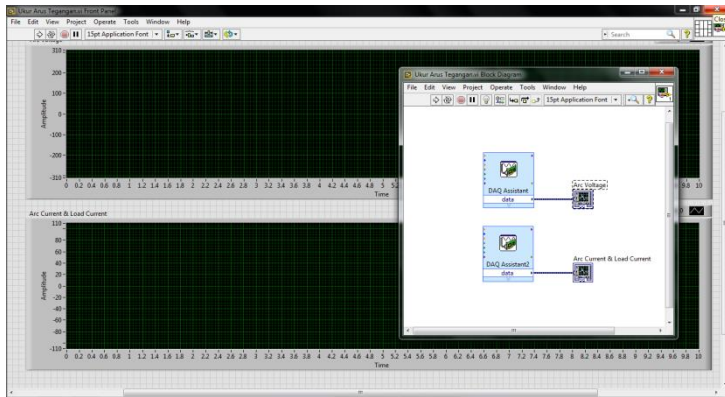 Ukur Arus Tegangan.vi Front Panel
File Edit View Project Operate Tools Window Help
15pt Application Font
Search
Arc Voltage
310
200
100
0
-100
-200
-310
Amplitude
0 0.2 0.4 0.6 0.8 1 1.2 1.4 1.6 1.8 2 2.2 2.4 2.6 2.8 3 3.2 3.4 3.6 3.8 4 4.2 4.4 4.6 4.8 5 5.2
9.8 10
Time
Arc Current & Load Current
110
80
60
40
20
0
-20
-40
-60
-80
-110
Amplitude
0 0.2 0.4 0.6 0.8 1 1.2 1.4 1.6 1.8 2 2.2 2.4 2.6 2.8 3 3.2 3.4 3.6 3.8 4 4.2 4.4 4.6 4.8 5 5.2 5.4 5.6 5.8 6 6.2 6.4 6.6 6.8 7 7.2 7.4 7.6 7.8 8 8.2 8.4 8.6 8.8 9 9.2 9.4 9.6 9.8 10
Time
Ukur Arus Tegangan.vi Block Diagram
File Edit View Project Operate Tools Window Help
15pt Application Font
DAQ Assistant
data
Arc Voltage
DAQ Assistant2
data
Arc Current & Load Current